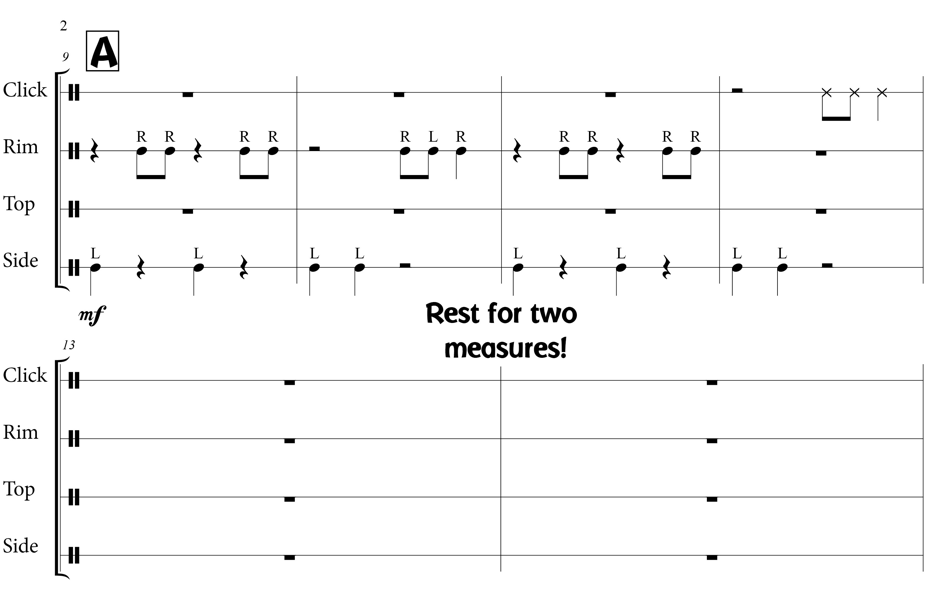 2
9
A
Click
Rim R R R R R L R R R R R
Top
Side L L L L L L L L
mf
Rest for two
measures!
13
Click
Rim
Top
Side